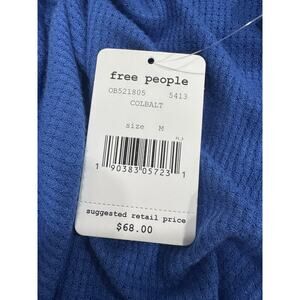 free people
OB521805 5413
COLBALT
size M
1 90383 05723 1
suggested retail price
$68.00